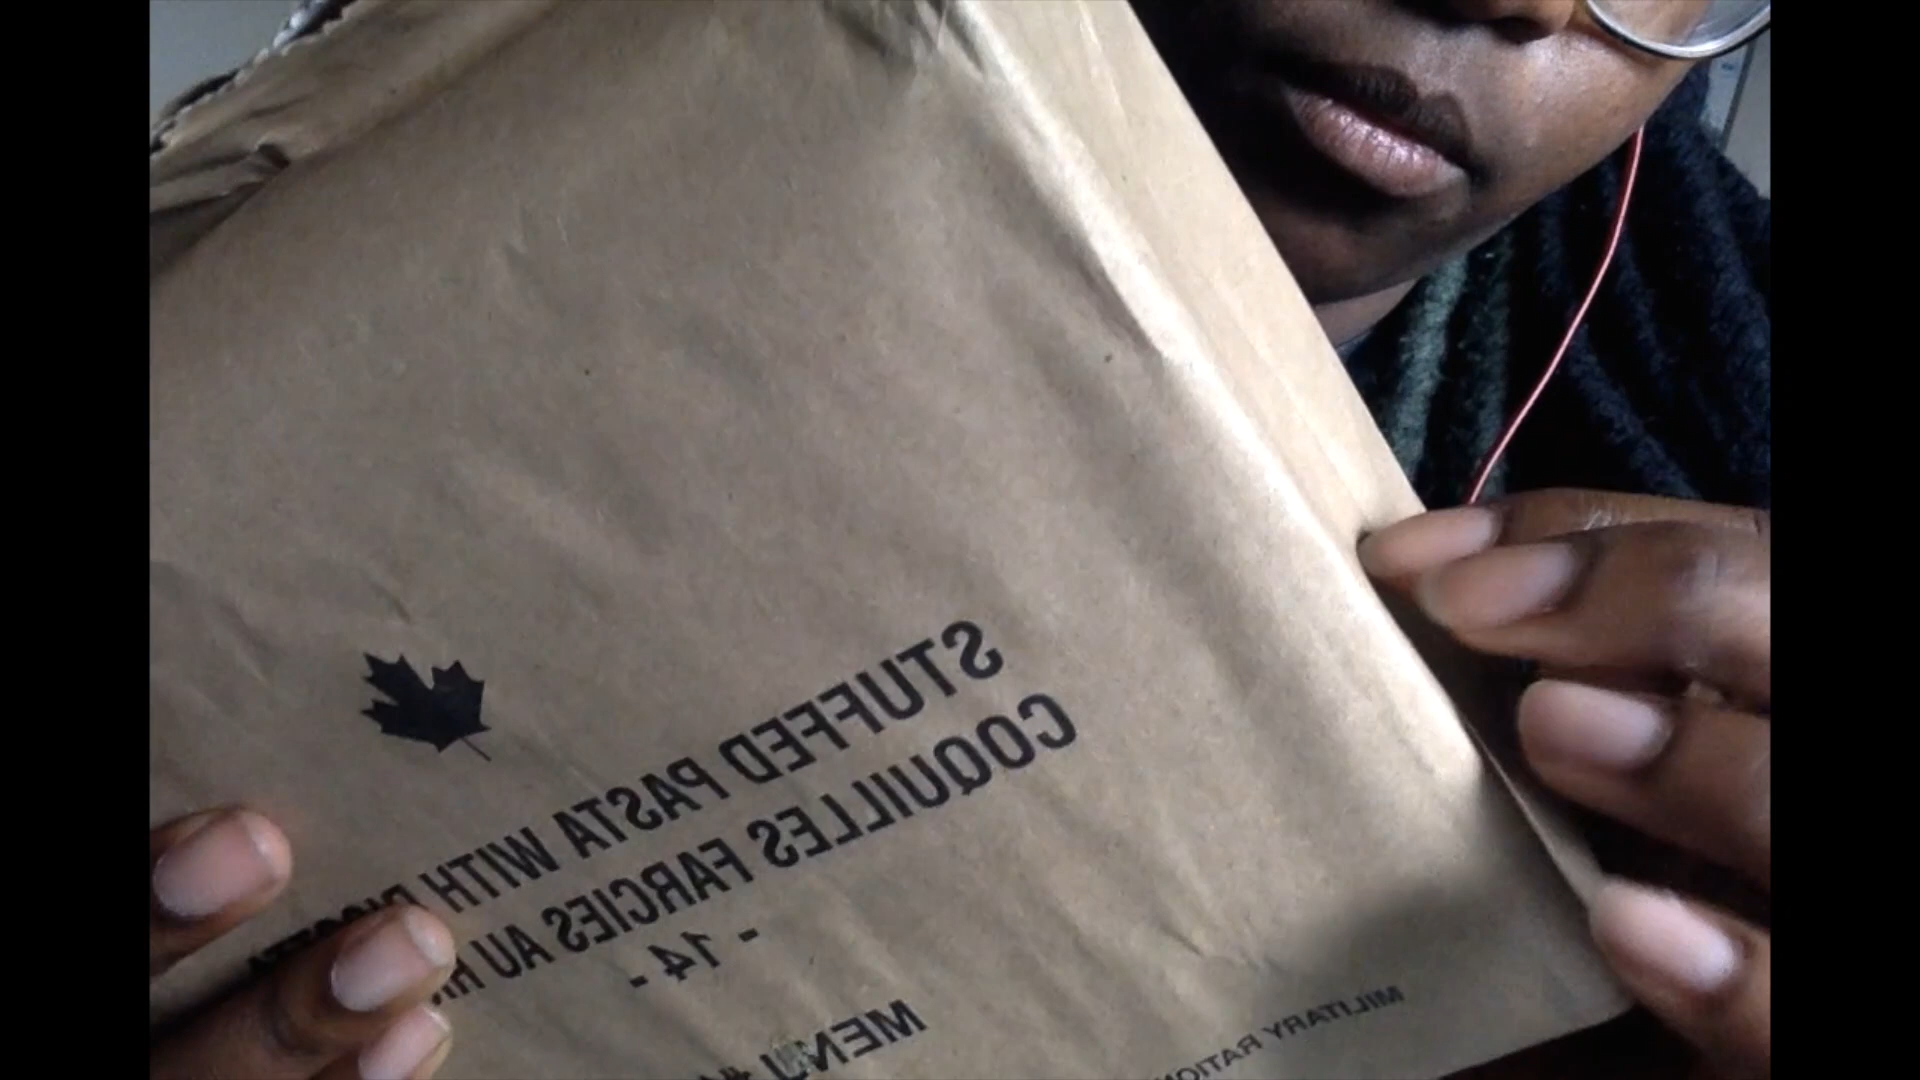 STUFFED PASTA WITH
COQUILLES FARCIES AU
- 14 -
MENU
MILITARY RATION